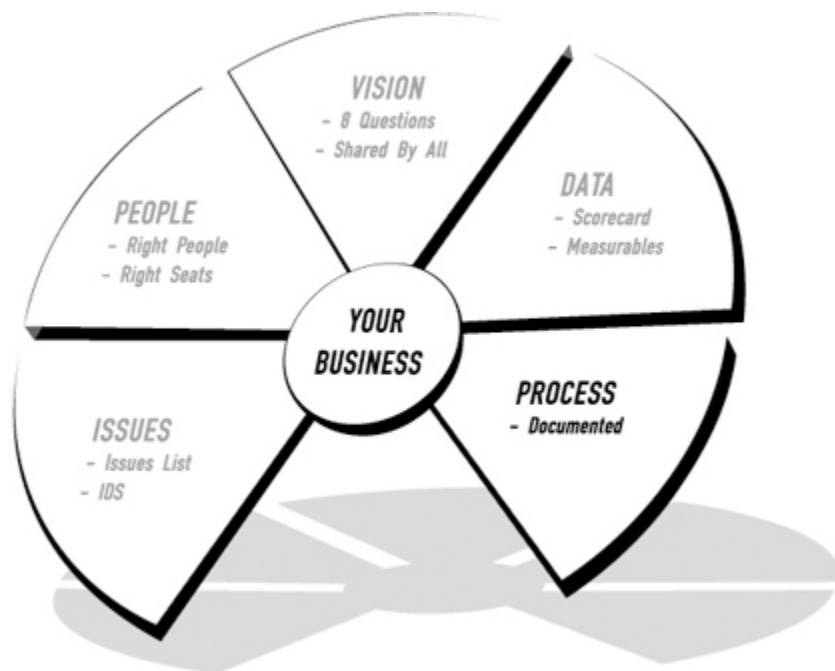 VISION
- 8 Questions
- Shared By All
DATA
- Scorecard
- Measurables
PEOPLE
- Right People
- Right Seats
YOUR
BUSINESS
PROCESS
- Documented
ISSUES
- Issues List
- IDS